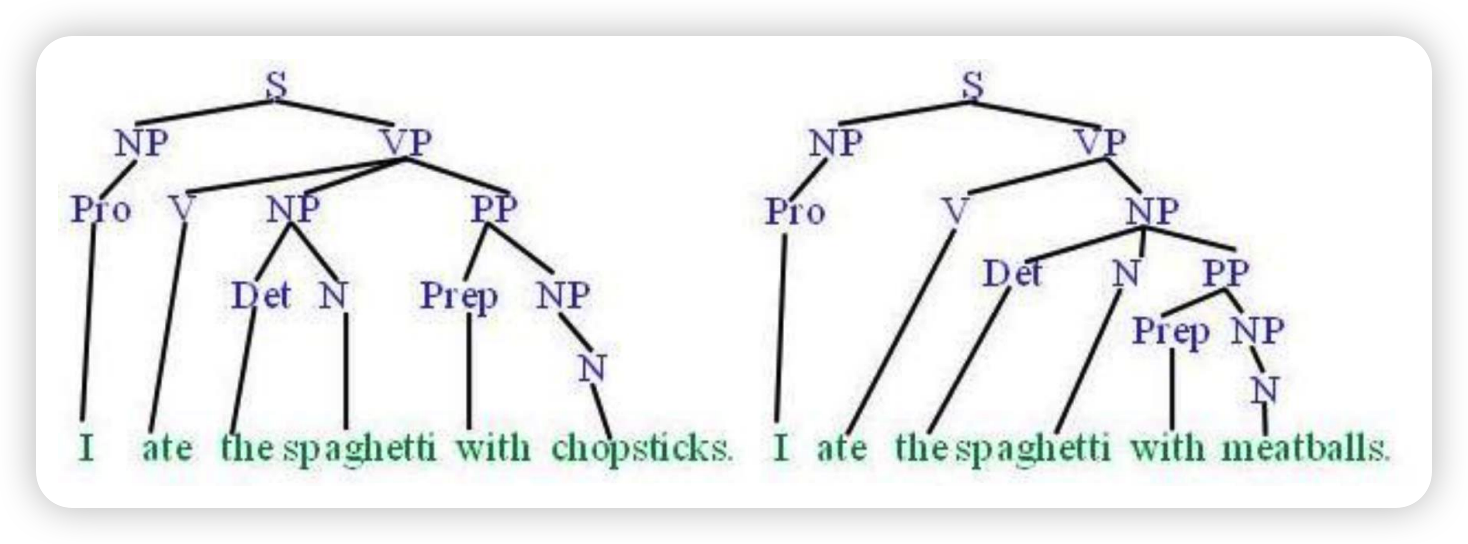 S S
NP VP NP VP
Pro V NP PP Pro V NP
Det N PP
Det N Prep NP Prep NP
N N
I ate the spaghetti with chopsticks. I ate the spaghetti with meatballs.